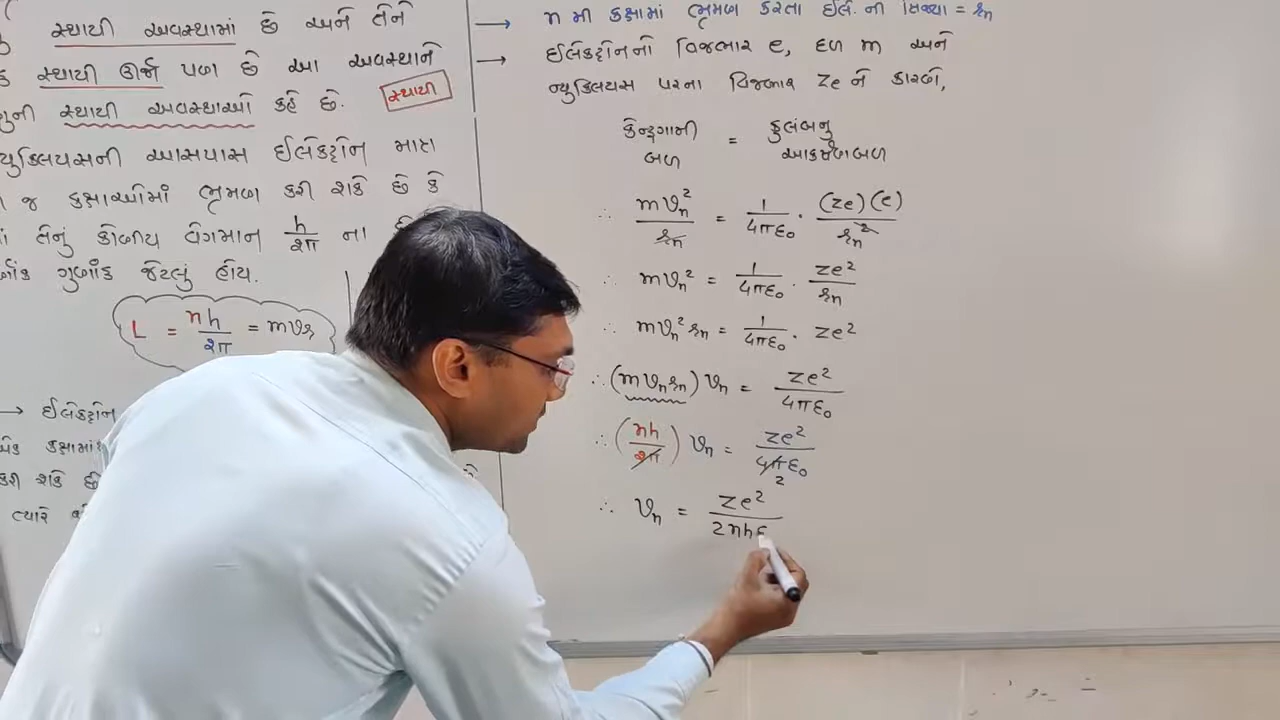 સ્થાયી અવસ્થામાં છે અને તેને
સ્થાયી ઊર્જા પણ છે આ અવસ્થાને
સ્થાયી અવસ્થાઓ કહે છે.
સ્થાયી
ન્યુક્લિયસની આસપાસ ઈલેક્ટ્રોન માત્ર
જ કક્ષાઓમાં ભ્રમણ કરી શકે છે કે
તેનું કોણીય વેગમાન h/2π ના
ગુણાંક જેટલું હોય.
L = nh/2π = mvr
→ ઈલેક્ટ્રોન
કક્ષામાં
કરી શકે છે
ત્યારે
→ n મી કક્ષામાં ભ્રમણ કરતા ઈલે. ની ત્રિજ્યા = rn
→ ઈલેક્ટ્રોનનો વિજભાર e, દળ m અને
ન્યુક્લિયસ પરના વિજભાર Ze ને કારણે,
કેન્દ્રગામી બળ = કુલંબનુ આકર્ષણબળ
∴ mvn²/rn = 1/4πε0 · (Ze)(e)/rn²
∴ mvn² = 1/4πε0 · Ze²/rn
∴ mvn²rn = 1/4πε0 · Ze²
∴ (mvnrn)vn = Ze²/4πε0
∴ (nh/2π) vn = Ze²/4πε0
2
∴ vn = Ze²/2nhε